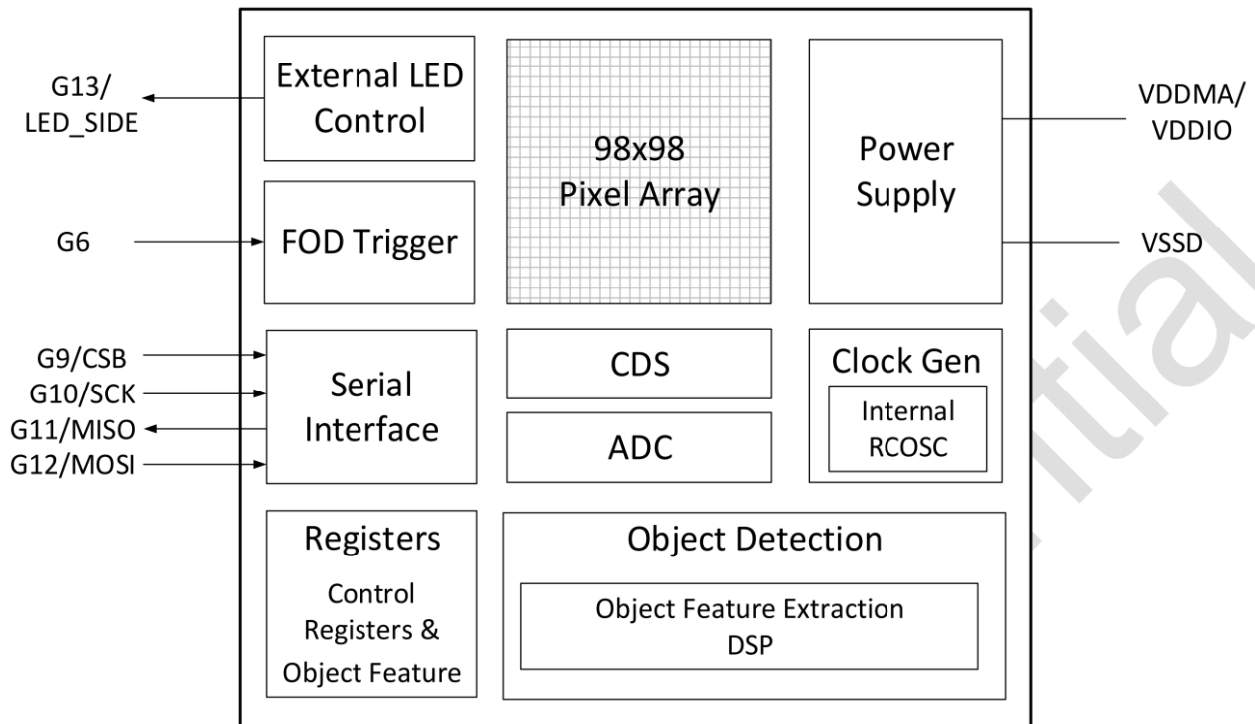 G13/
LED_SIDE
External LED
Control
98x98
Pixel Array
Power
Supply
VDDMA/
VDDIO
G6
FOD Trigger
VSSD
G9/CSB
G10/SCK
G11/MISO
G12/MOSI
Serial
Interface
CDS
ADC
Clock Gen
Internal
RCOSC
Registers
Control
Registers &
Object Feature
Object Detection
Object Feature Extraction
DSP
ntial